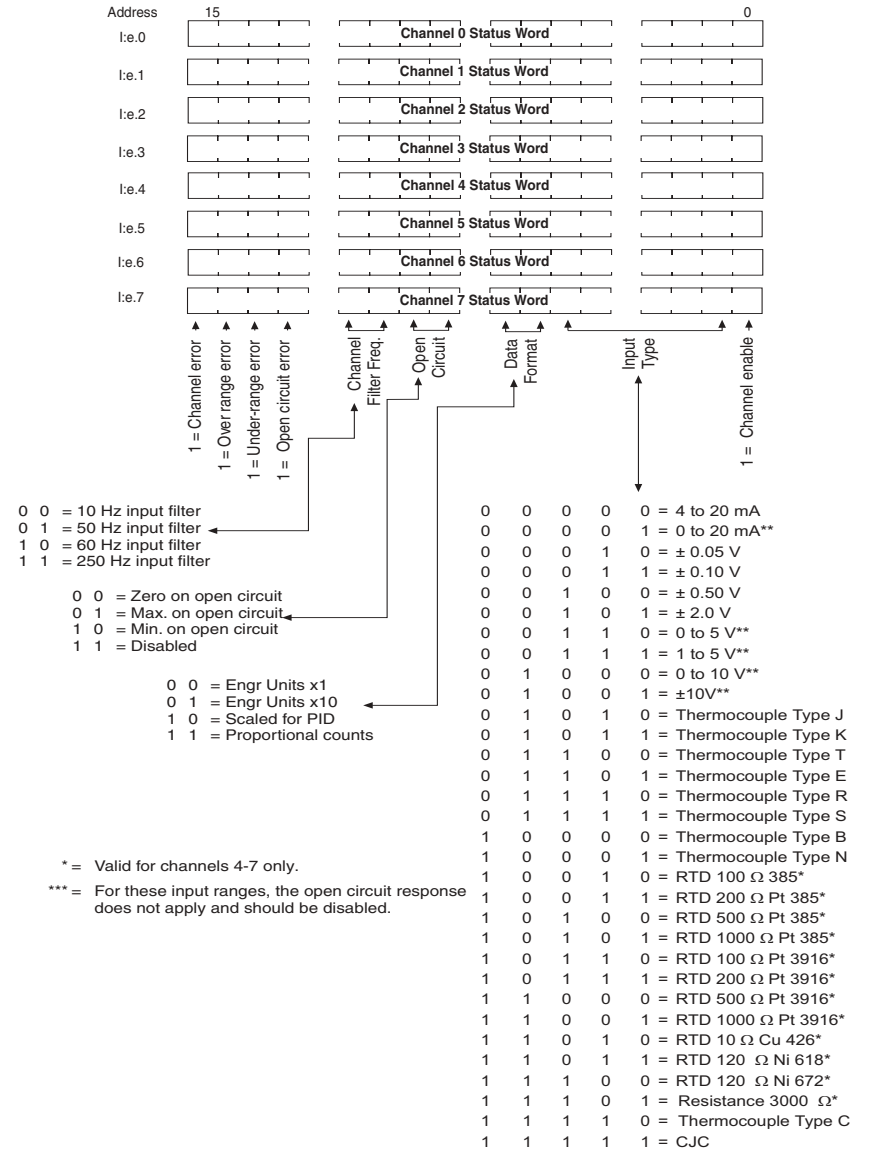 Address 15 0
I:e.0 Channel 0 Status Word
I:e.1 Channel 1 Status Word
I:e.2 Channel 2 Status Word
I:e.3 Channel 3 Status Word
I:e.4 Channel 4 Status Word
I:e.5 Channel 5 Status Word
I:e.6 Channel 6 Status Word
I:e.7 Channel 7 Status Word
1 = Channel error
1 = Over range error
1 = Under-range error
1 = Open circuit error
Channel
Filter Freq.
Open
Circuit
Data
Format
Input
Type
1 = Channel enable
0 0 = 10 Hz input filter
0 1 = 50 Hz input filter
1 0 = 60 Hz input filter
1 1 = 250 Hz input filter
0 0 = Zero on open circuit
0 1 = Max. on open circuit
1 0 = Min. on open circuit
1 1 = Disabled
0 0 = Engr Units x1
0 1 = Engr Units x10
1 0 = Scaled for PID
1 1 = Proportional counts
* = Valid for channels 4-7 only.
*** = For these input ranges, the open circuit response
does not apply and should be disabled.
0 0 0 0 0 = 4 to 20 mA
0 0 0 0 1 = 0 to 20 mA**
0 0 0 1 0 = ± 0.05 V
0 0 0 1 1 = ± 0.10 V
0 0 1 0 0 = ± 0.50 V
0 0 1 0 1 = ± 2.0 V
0 0 1 1 0 = 0 to 5 V**
0 0 1 1 1 = 1 to 5 V**
0 1 0 0 0 = 0 to 10 V**
0 1 0 0 1 = ±10V**
0 1 0 1 0 = Thermocouple Type J
0 1 0 1 1 = Thermocouple Type K
0 1 1 0 0 = Thermocouple Type T
0 1 1 0 1 = Thermocouple Type E
0 1 1 1 0 = Thermocouple Type R
0 1 1 1 1 = Thermocouple Type S
1 0 0 0 0 = Thermocouple Type B
1 0 0 0 1 = Thermocouple Type N
1 0 0 1 0 = RTD 100 Ω 385*
1 0 0 1 1 = RTD 200 Ω Pt 385*
1 0 1 0 0 = RTD 500 Ω Pt 385*
1 0 1 0 1 = RTD 1000 Ω Pt 385*
1 0 1 1 0 = RTD 100 Ω Pt 3916*
1 0 1 1 1 = RTD 200 Ω Pt 3916*
1 1 0 0 0 = RTD 500 Ω Pt 3916*
1 1 0 0 1 = RTD 1000 Ω Pt 3916*
1 1 0 1 0 = RTD 10 Ω Cu 426*
1 1 0 1 1 = RTD 120 Ω Ni 618*
1 1 1 0 0 = RTD 120 Ω Ni 672*
1 1 1 0 1 = Resistance 3000 Ω*
1 1 1 1 0 = Thermocouple Type C
1 1 1 1 1 = CJC